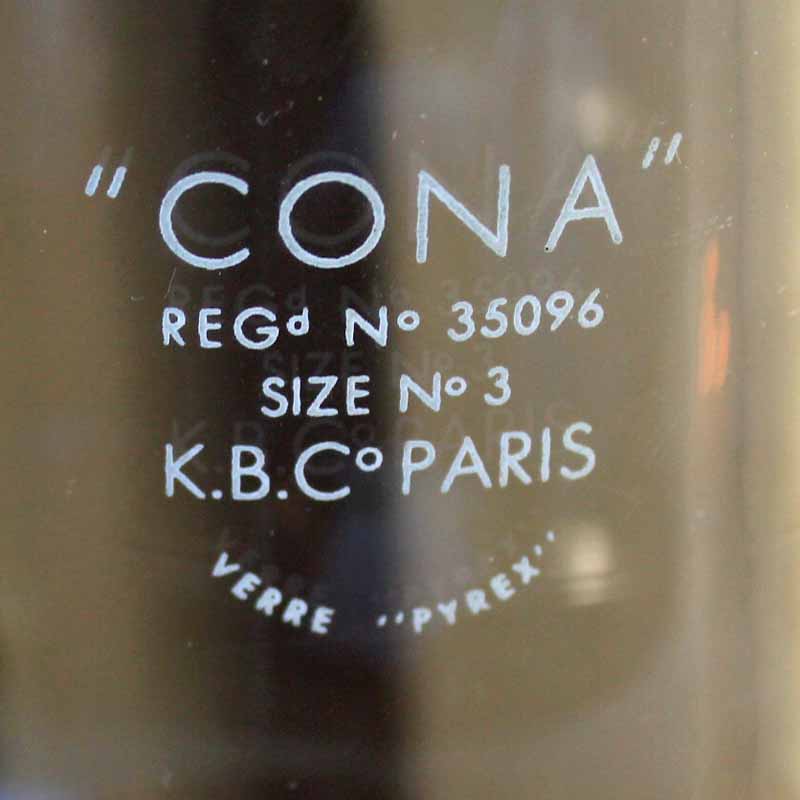 "CONA"
REGd No 35096
SIZE No 3
K.B.Co PARIS
VERRE "PYREX"